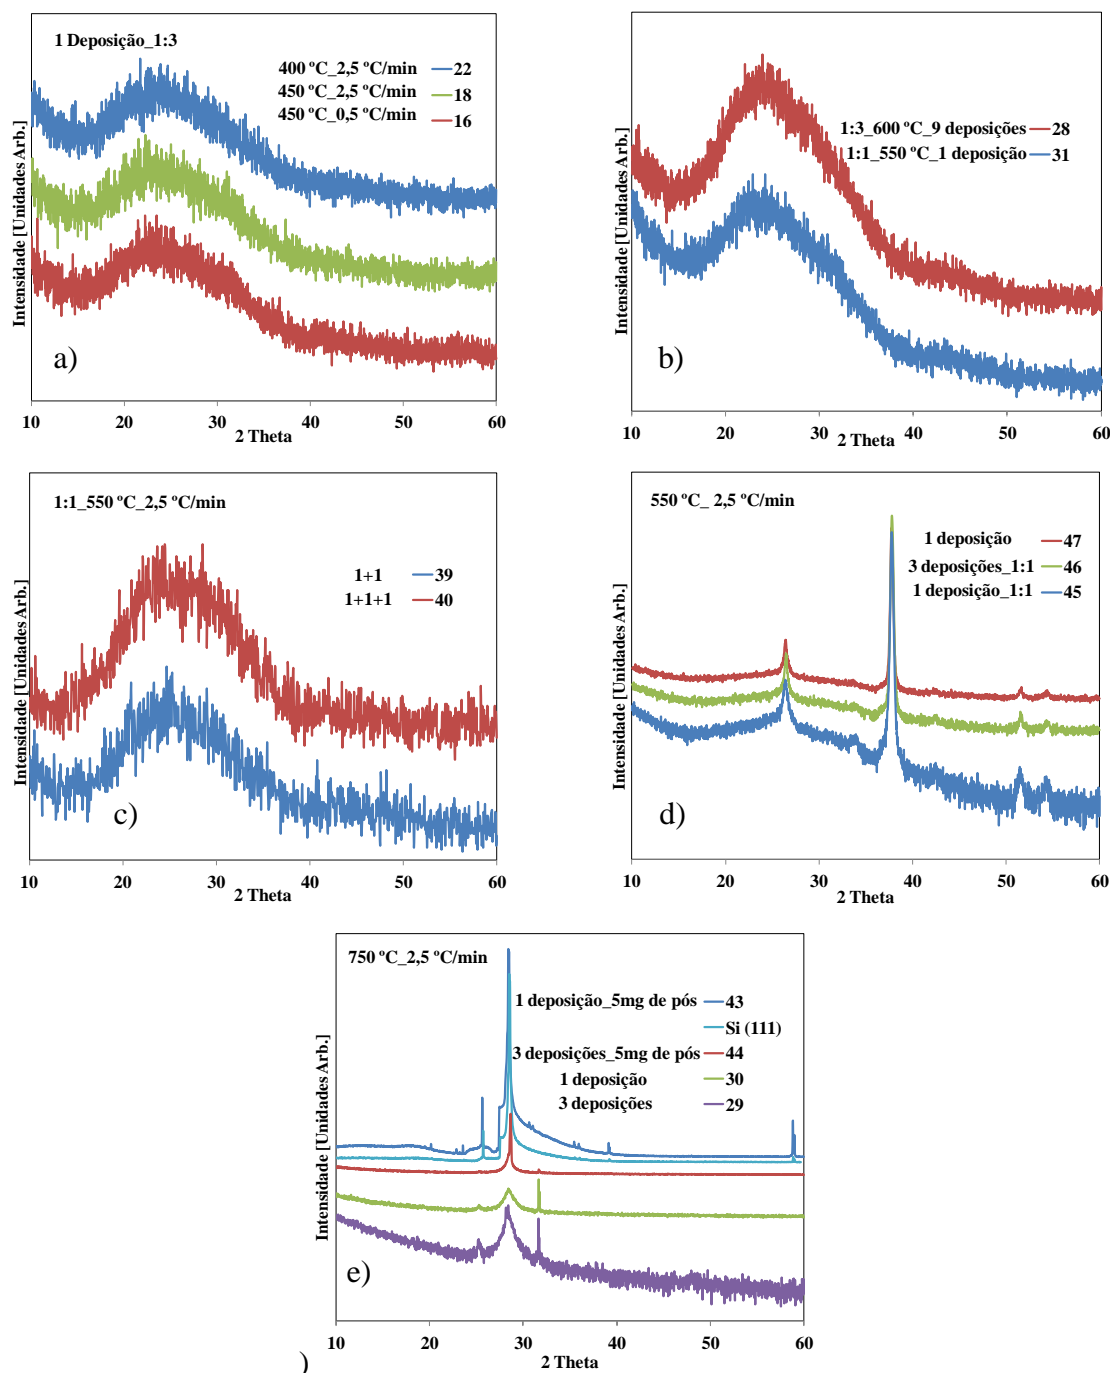 1 Deposição_1:3
400 ºC_2,5 ºC/min 22
450 ºC_2,5 ºC/min 18
450 ºC_0,5 ºC/min 16
Intensidade [Unidades Arb.]
a)
10 20 30 40 50 60
2 Theta
1:3_600 ºC_9 deposições 28
1:1_550 ºC_1 deposição 31
Intensidade [Unidades Arb.]
b)
10 20 30 40 50 60
2 Theta
1:1_550 ºC_2,5 ºC/min
1+1 39
1+1+1 40
Intensidade [Unidades Arb.]
c)
10 20 30 40 50 60
2 Theta
550 ºC_ 2,5 ºC/min
1 deposição 47
3 deposições_1:1 46
1 deposição_1:1 45
Intensidade [Unidades Arb.]
d)
10 20 30 40 50 60
2 Theta
750 ºC_2,5 ºC/min
1 deposição_5mg de pós 43
Si (111)
3 deposições_5mg de pós 44
1 deposição 30
3 deposições 29
Intensidade [Unidades Arb.]
e)
10 20 30 40 50 60
2 Theta
)